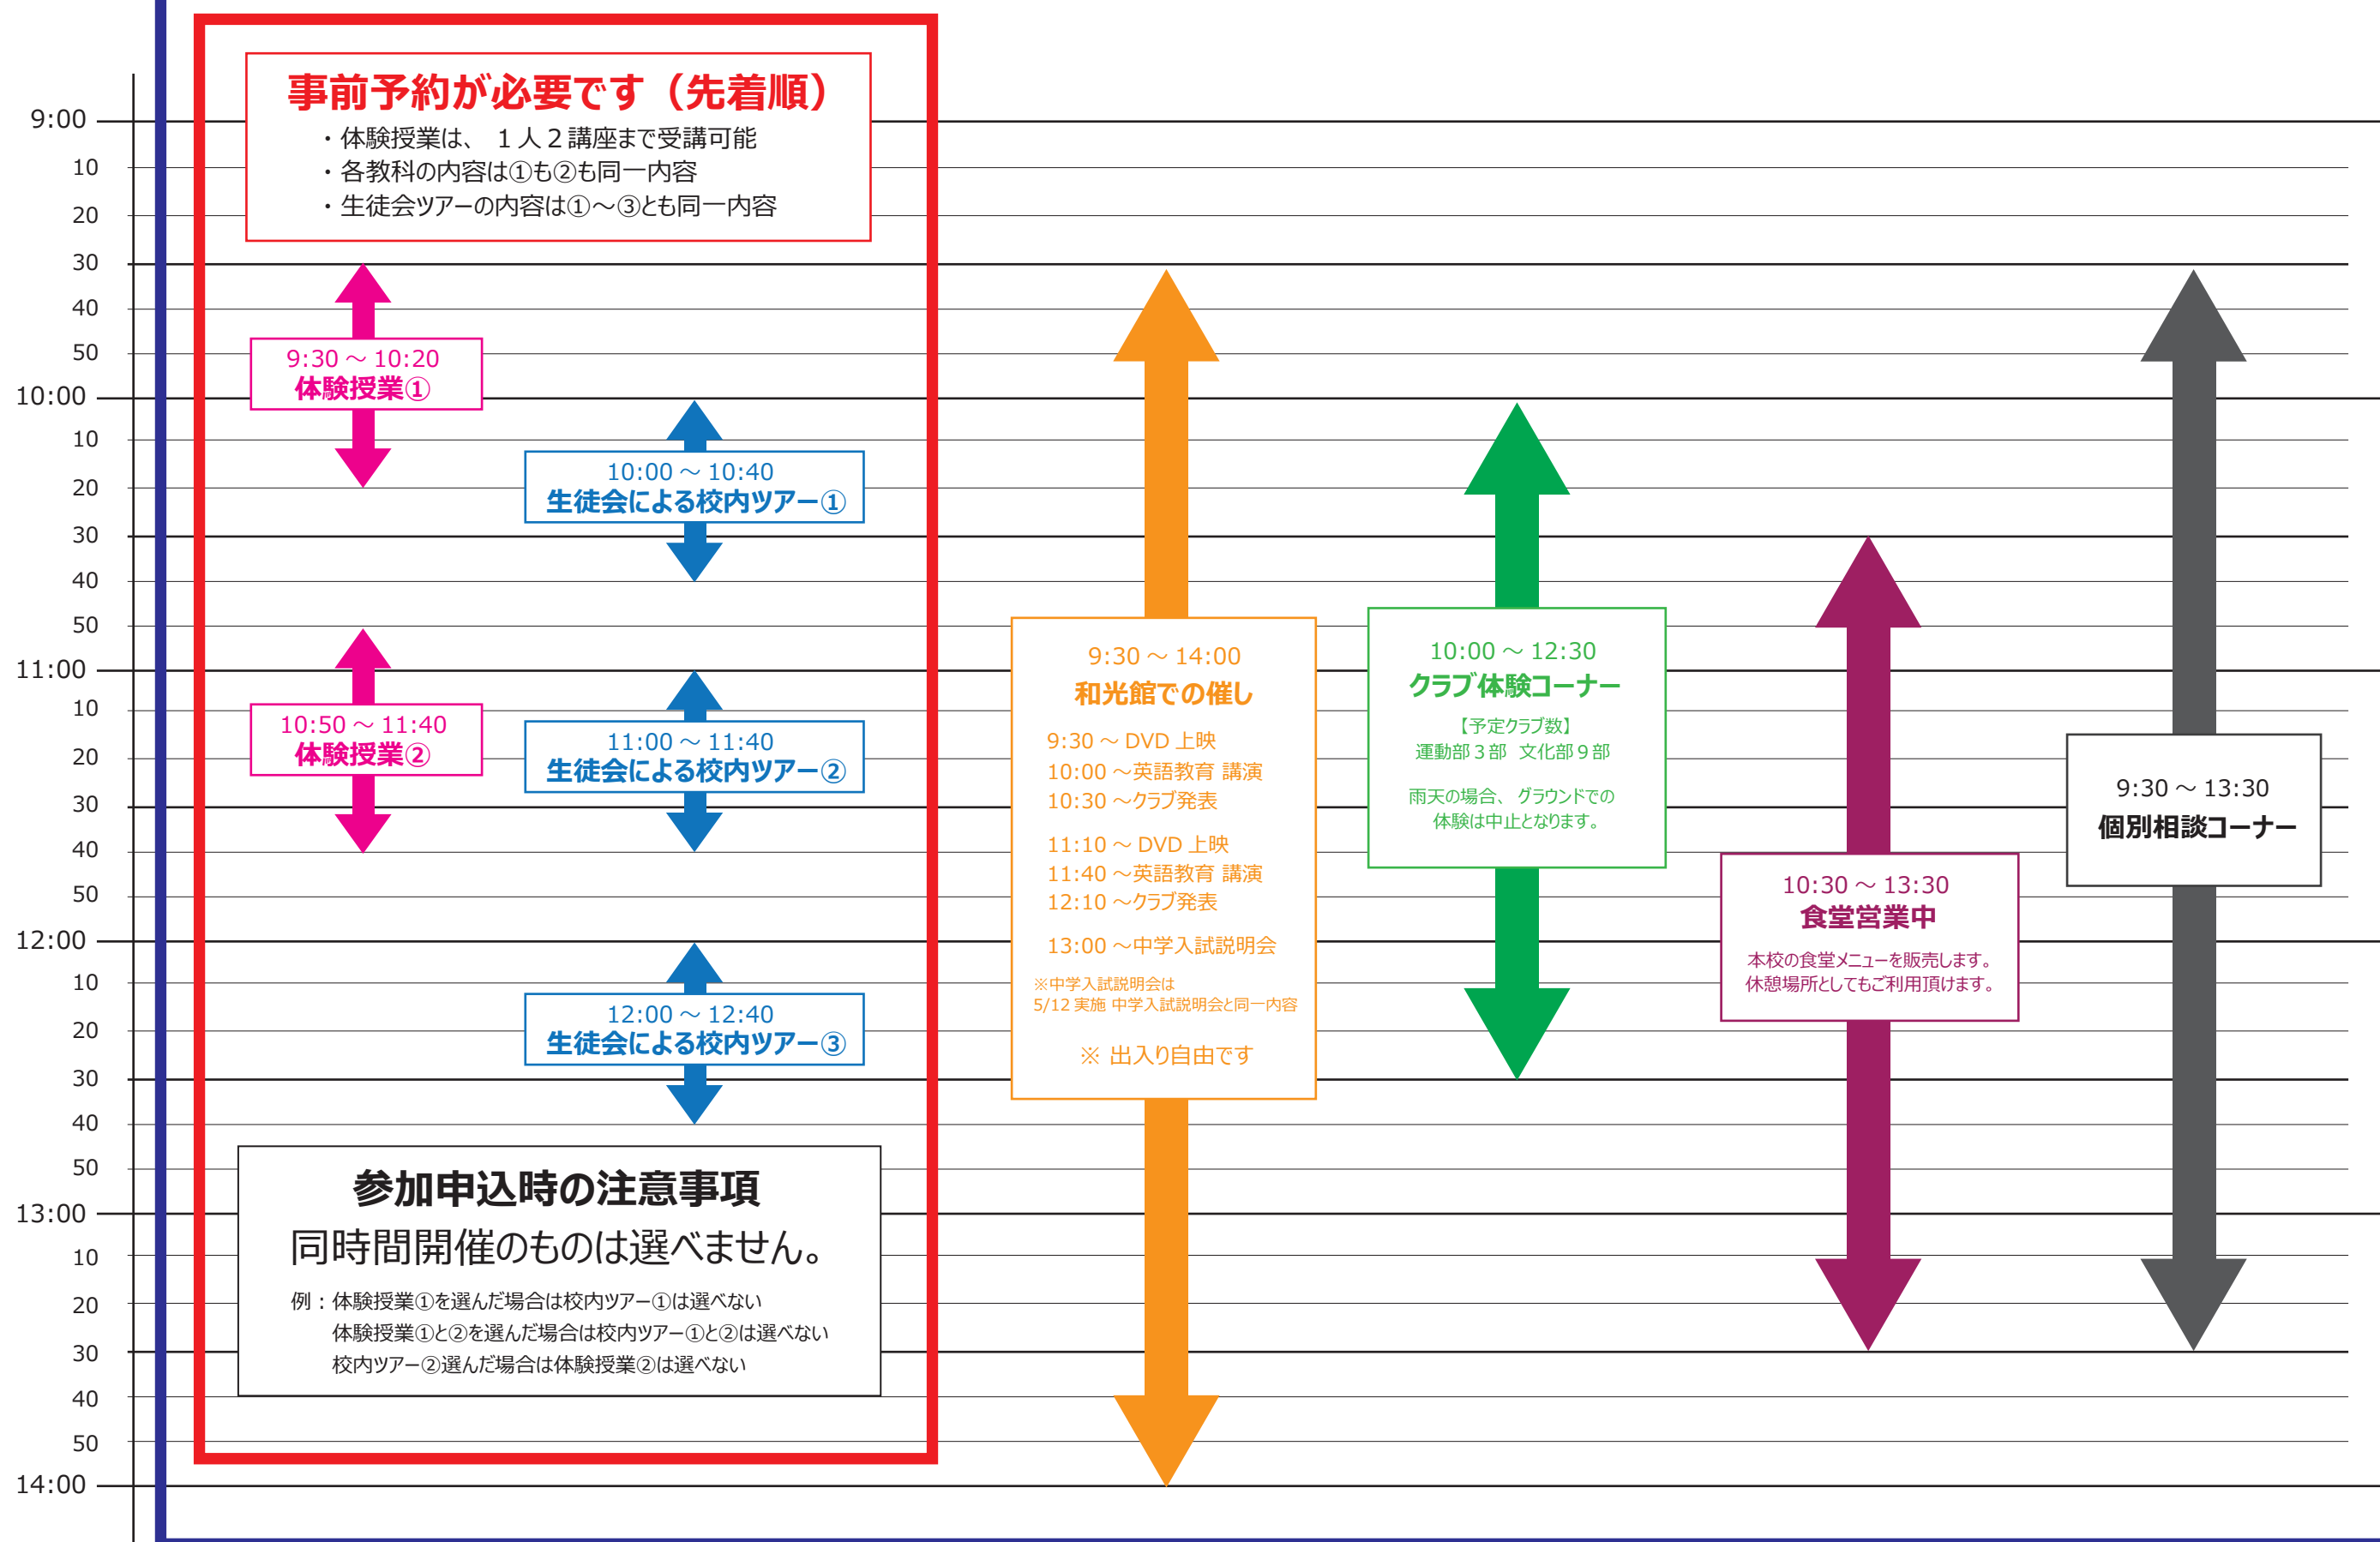 9:00
10
20
30
40
50
10:00
10
20
30
40
50
11:00
10
20
30
40
50
12:00
10
20
30
40
50
13:00
10
20
30
40
50
14:00
事前予約が必要です（先着順）
・体験授業は、 1人2講座まで受講可能
・各教科の内容は①も②も同一内容
・生徒会ツアーの内容は①～③とも同一内容
9:30 ～ 10:20
体験授業①
10:00 ～ 10:40
生徒会による校内ツアー①
10:50 ～ 11:40
体験授業②
11:00 ～ 11:40
生徒会による校内ツアー②
12:00 ～ 12:40
生徒会による校内ツアー③
参加申込時の注意事項
同時間開催のものは選べません。
例：体験授業①を選んだ場合は校内ツアー①は選べない
体験授業①と②を選んだ場合は校内ツアー①と②は選べない
校内ツアー②選んだ場合は体験授業②は選べない
9:30 ～ 14:00
和光館での催し
9:30 ～ DVD 上映
10:00 ～英語教育 講演
10:30 ～クラブ発表
11:10 ～ DVD 上映
11:40 ～英語教育 講演
12:10 ～クラブ発表
13:00 ～中学入試説明会
※中学入試説明会は
5/12 実施 中学入試説明会と同一内容
※ 出入り自由です
10:00 ～ 12:30
クラブ体験コーナー
【予定クラブ数】
運動部3部 文化部9部
雨天の場合、グラウンドでの
体験は中止となります。
10:30 ～ 13:30
食堂営業中
本校の食堂メニューを販売します。
休憩場所としてもご利用頂けます。
9:30 ～ 13:30
個別相談コーナー